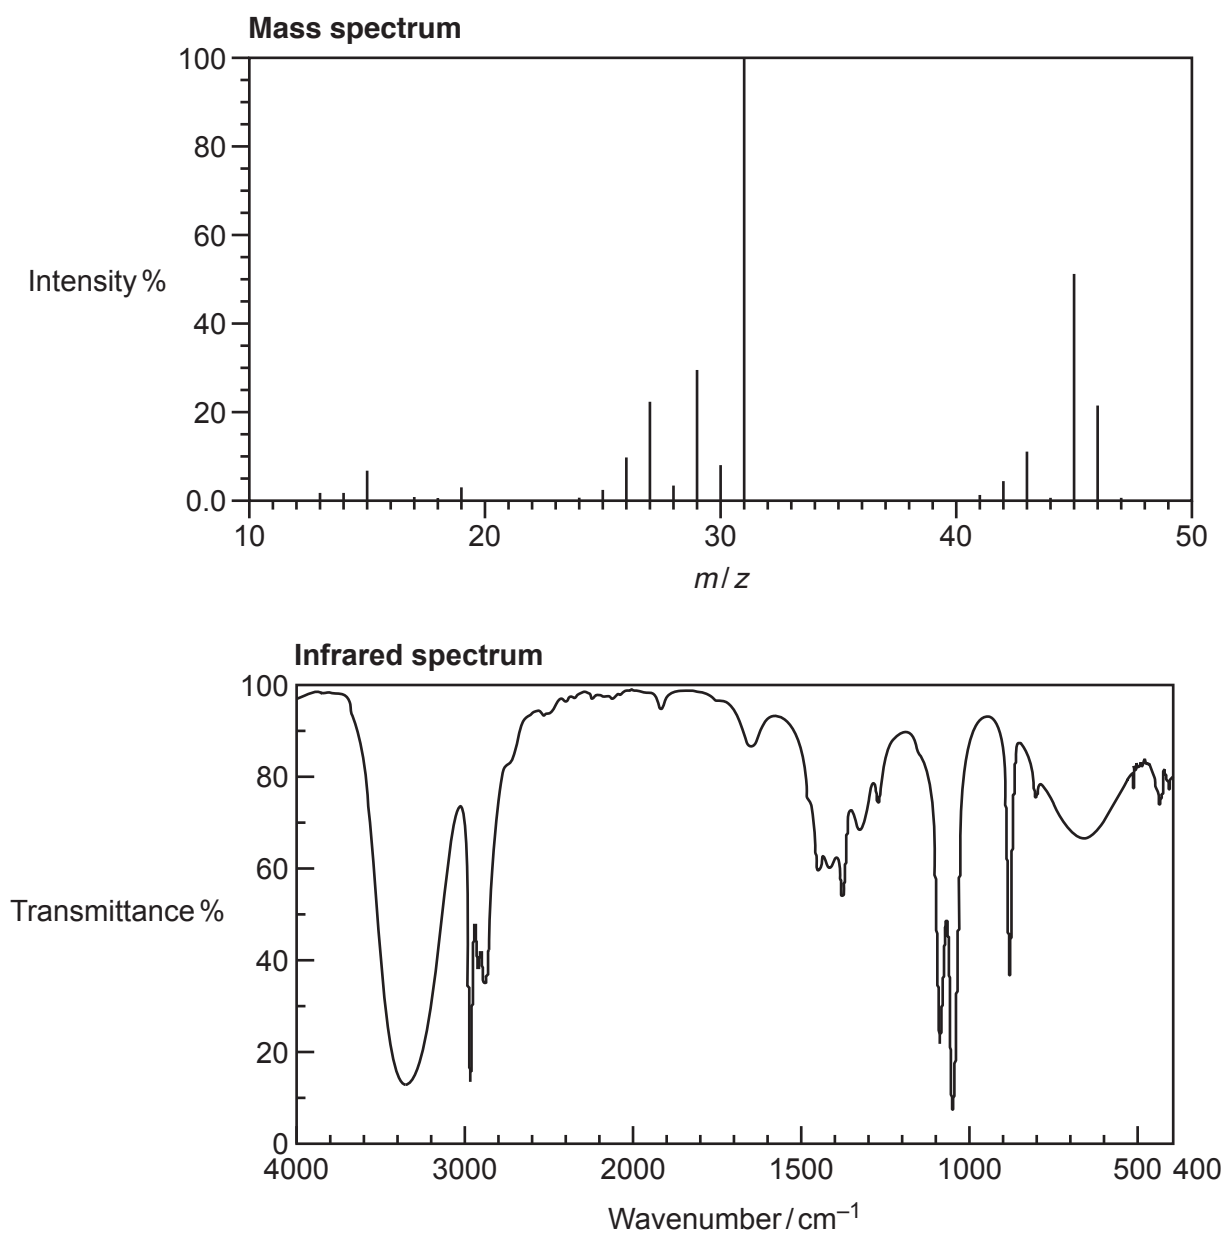 Mass spectrum
100
80
60
Intensity %
40
20
0.0
10 20 30 40 50
m / z
Infrared spectrum
100
80
60
Transmittance %
40
20
0
4000 3000 2000 1500 1000 500 400
Wavenumber / cm⁻¹